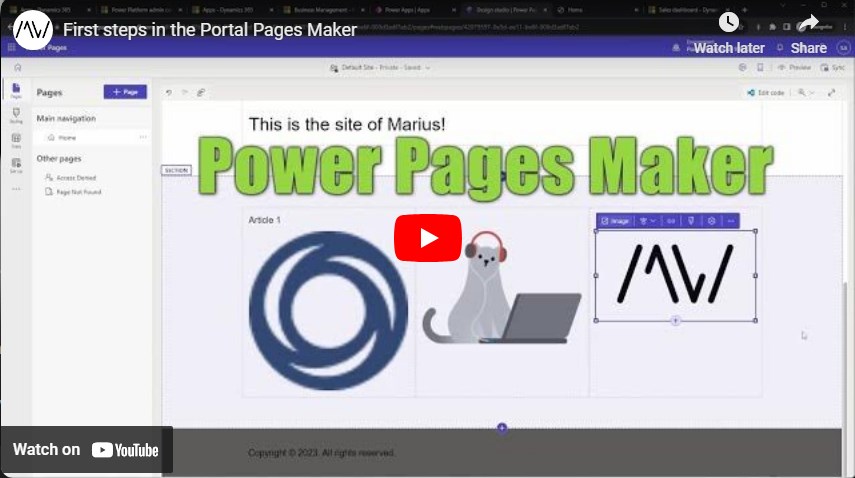 First steps in the Portal Pages Maker
Watch later
Share
Default Site - Private - Saved
Preview
Sync
Pages
+ Page
Edit code
Main navigation
Home
Other pages
Access Denied
Page Not Found
This is the site of Marius!
Power Pages Maker
SECTION
Article 1
Image
Copyright © 2023. All rights reserved.
Watch on YouTube